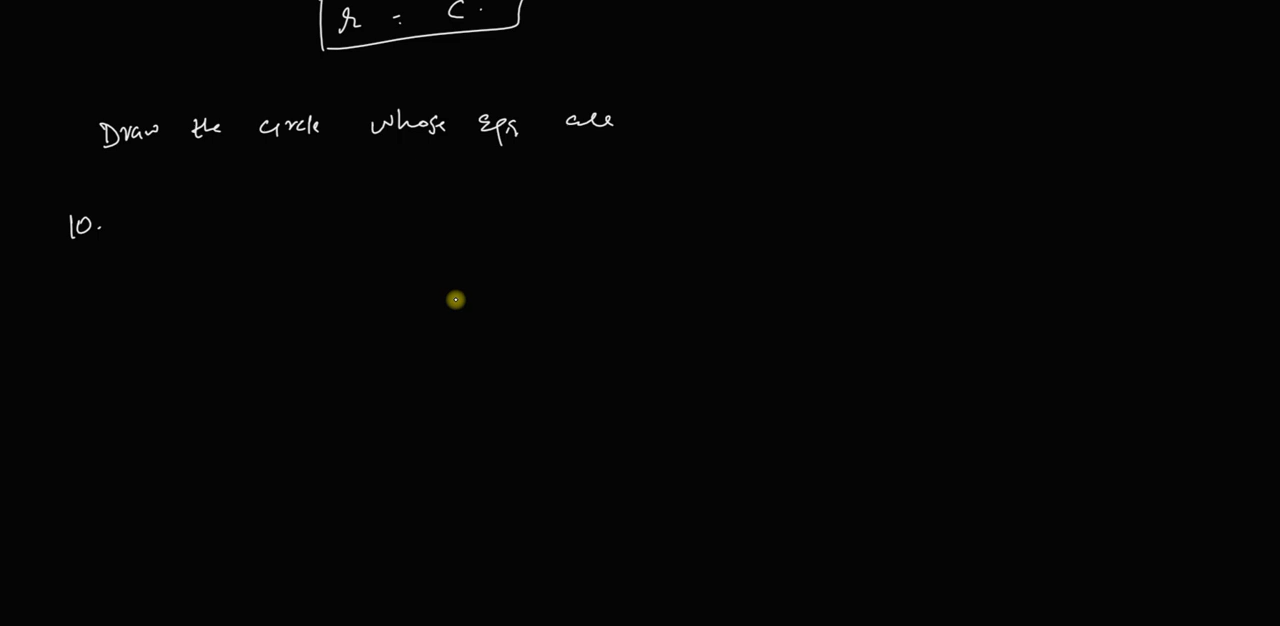 r = c.
Draw the circle whose Eqs are
10.